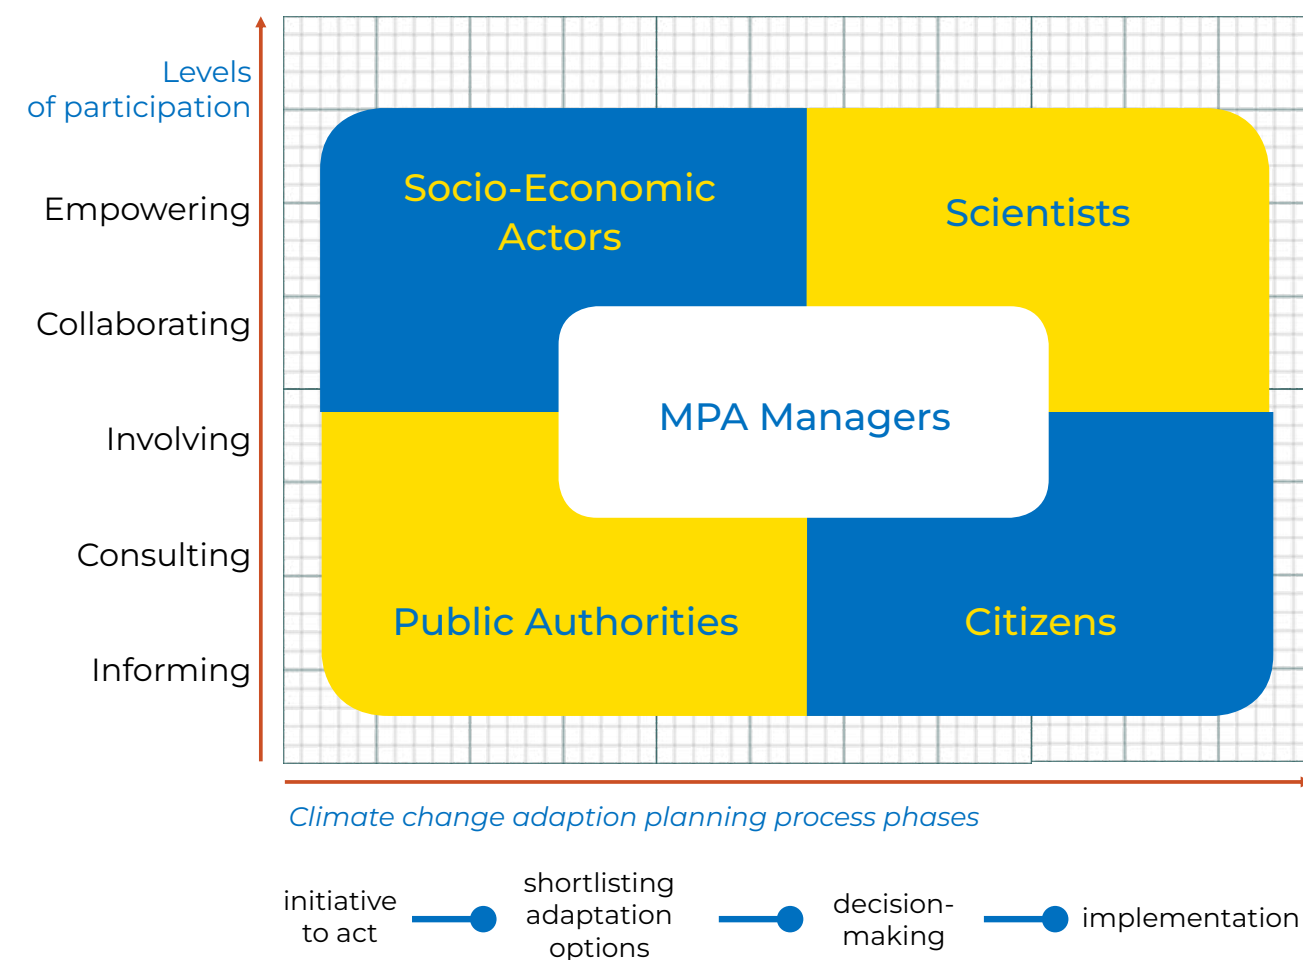 Levels
of participation
Empowering
Collaborating
Involving
Consulting
Informing
Socio-Economic
Actors
Scientists
MPA Managers
Public Authorities
Citizens
Climate change adaption planning process phases
initiative
to act
shortlisting
adaptation
options
decision-
making
implementation